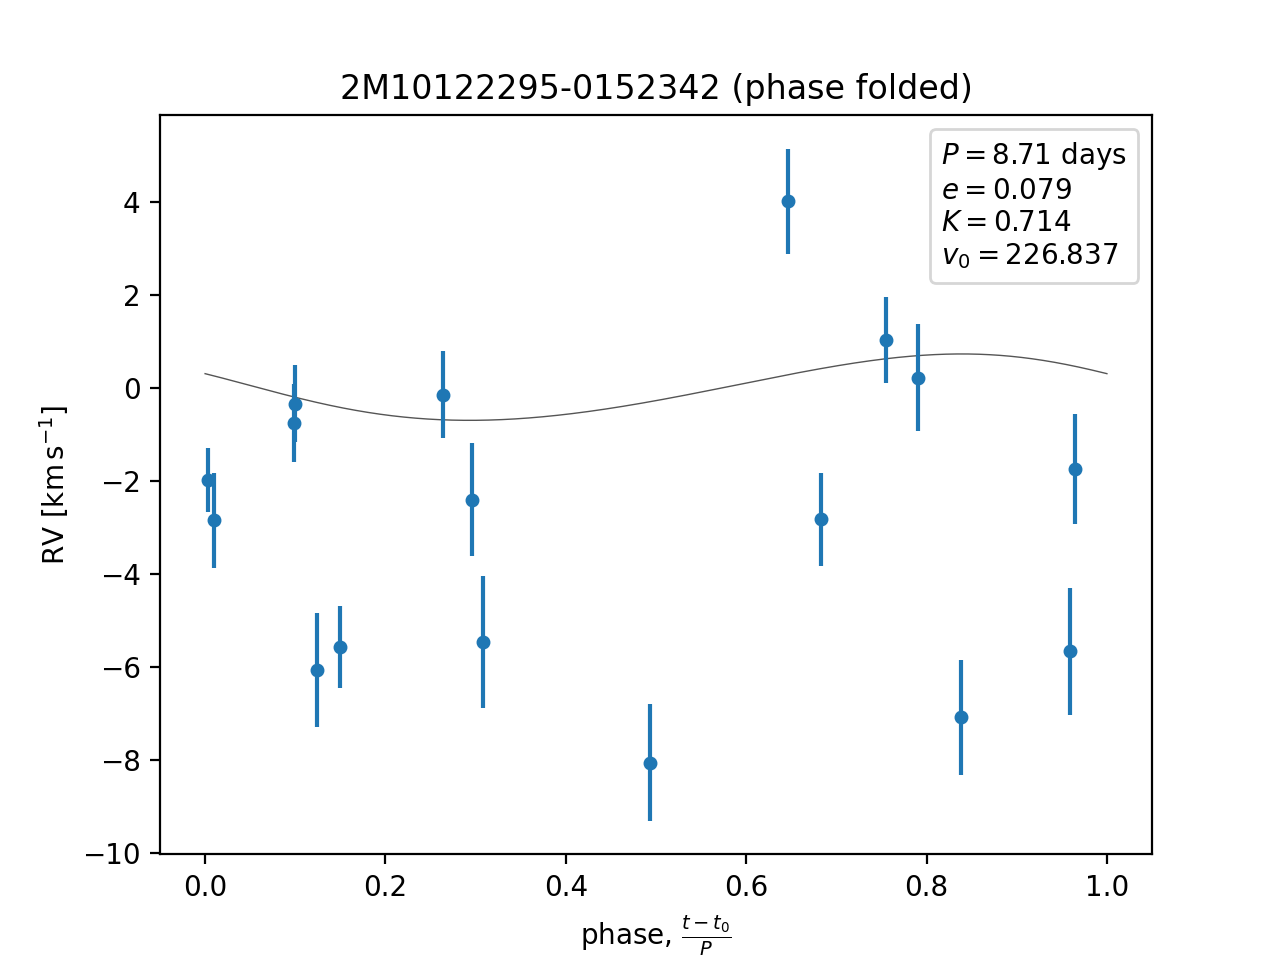 2M10122295-0152342 (phase folded)
P = 8.71 days
e = 0.079
K = 0.714
v₀ = 226.837
RV [km s⁻¹]
4
2
0
−2
−4
−6
−8
−10
0.0 0.2 0.4 0.6 0.8 1.0
phase, (t − t₀)/P